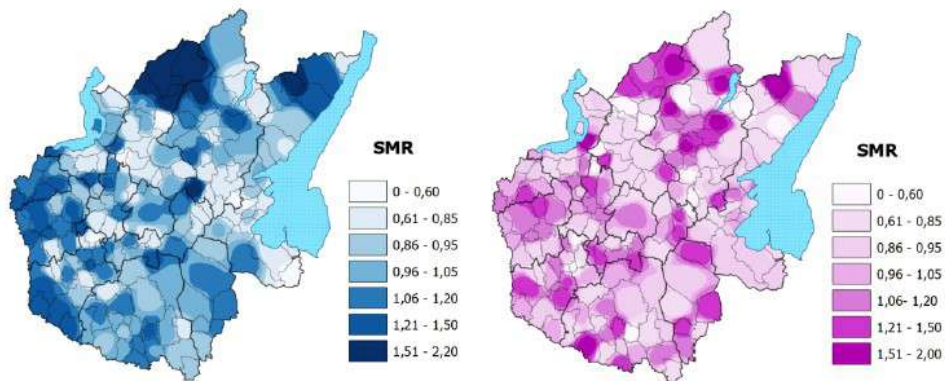 SMR
0 - 0,60
0,61 - 0,85
0,86 - 0,95
0,96 - 1,05
1,06 - 1,20
1,21 - 1,50
1,51 - 2,20
SMR
0 - 0,60
0,61 - 0,85
0,86 - 0,95
0,96 - 1,05
1,06- 1,20
1,21 - 1,50
1,51 - 2,00